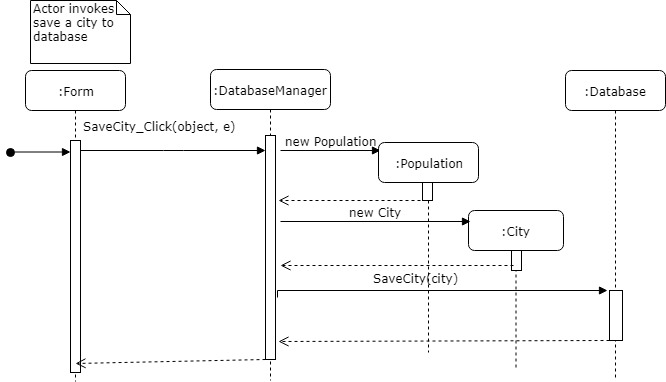 Actor invokes
save a city to
database
:Form
:DatabaseManager
:Database
SaveCity_Click(object, e)
new Population
:Population
new City
:City
SaveCity(city)